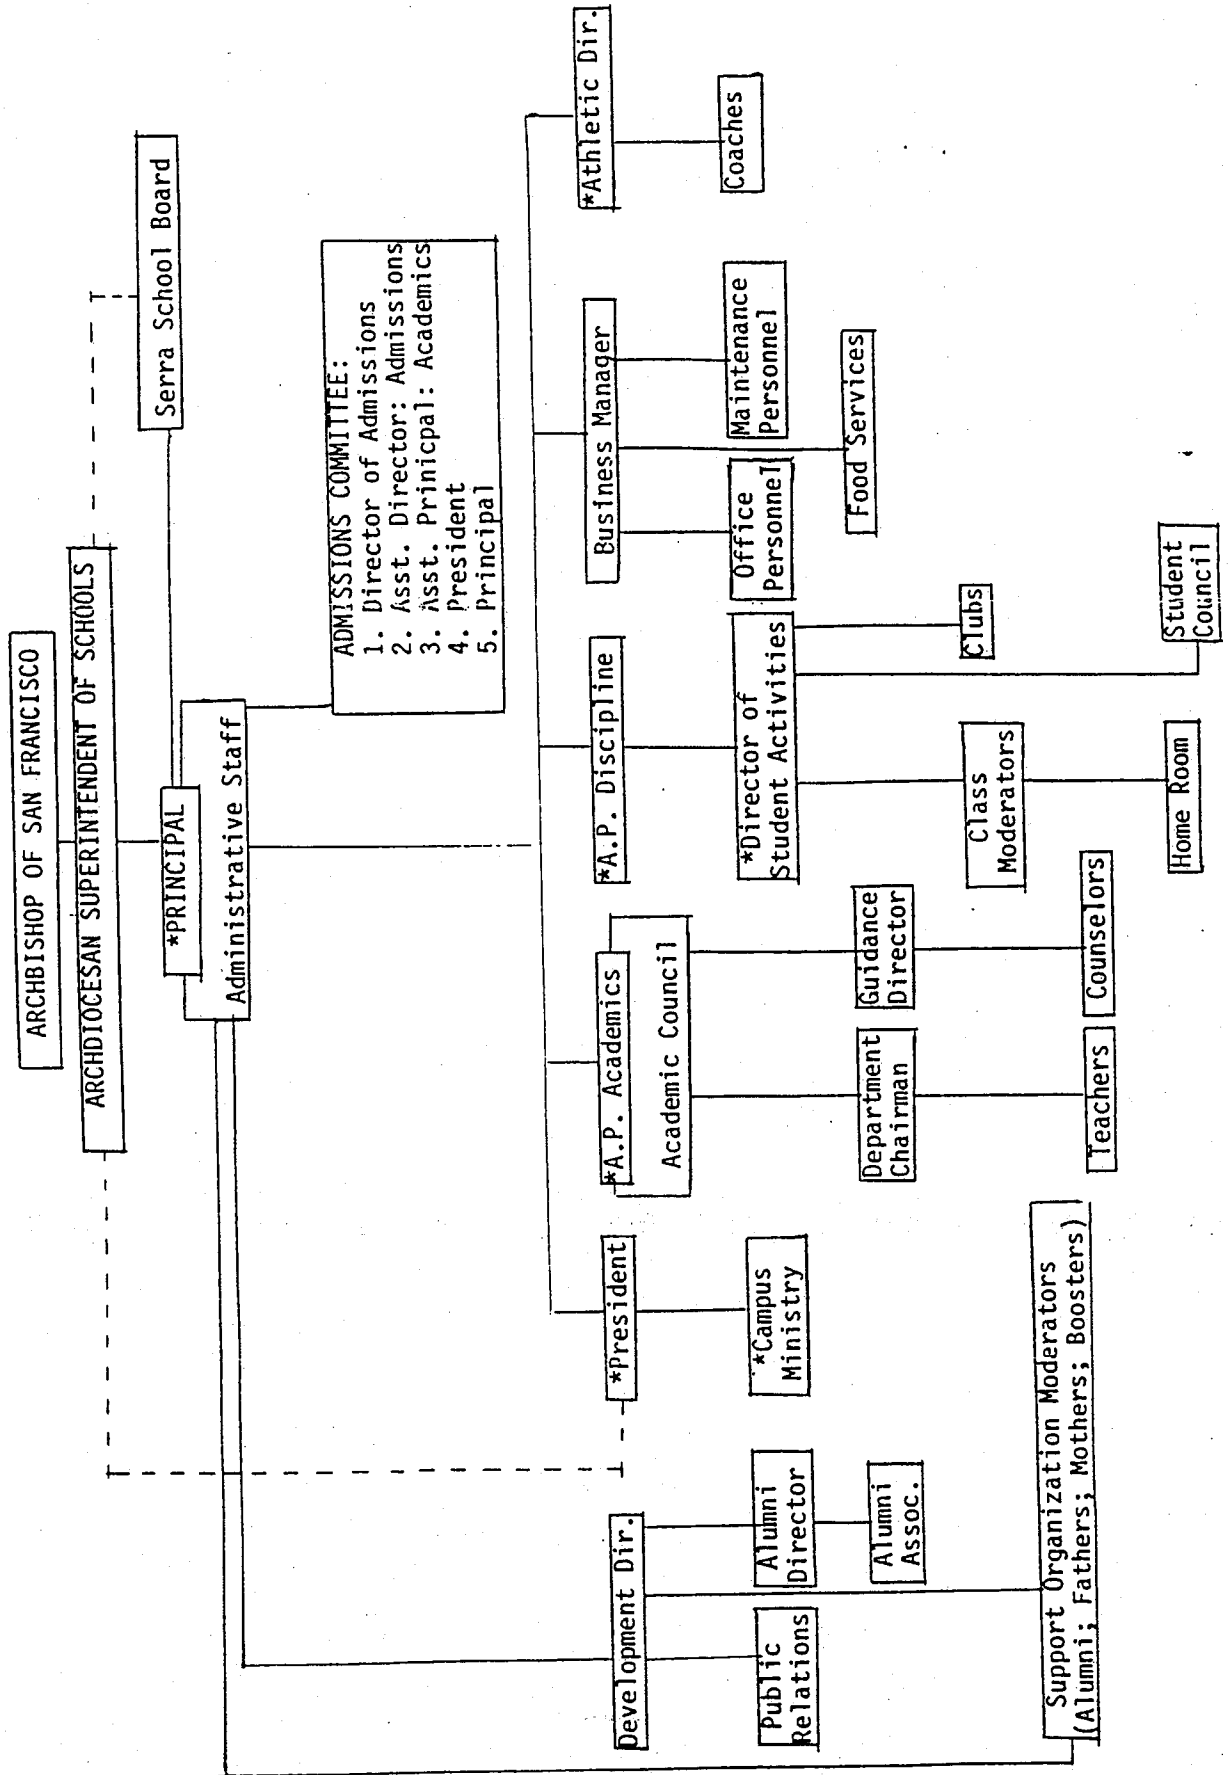 ARCHBISHOP OF SAN FRANCISCO
ARCHDIOCESAN SUPERINTENDENT OF SCHOOLS
Serra School Board
*PRINCIPAL
Administrative Staff
ADMISSIONS COMMITTEE:
1. Director of Admissions
2. Asst. Director: Admissions
3. Asst. Prinicpal: Academics
4. President
5. Principal
Development Dir.
*President
*A.P. Academics
Academic Council
*A.P. Discipline
Business Manager
*Athletic Dir.
Public
Relations
Alumni
Director
Alumni
Assoc.
*Campus
Ministry
Department
Chairman
Guidance
Director
*Director of
Student Activities
Office
Personnel
Maintenance
Personnel
Food Services
Coaches
Class
Moderators
Clubs
Support Organization Moderators
(Alumni; Fathers; Mothers; Boosters)
Teachers
Counselors
Home Room
Student
Council